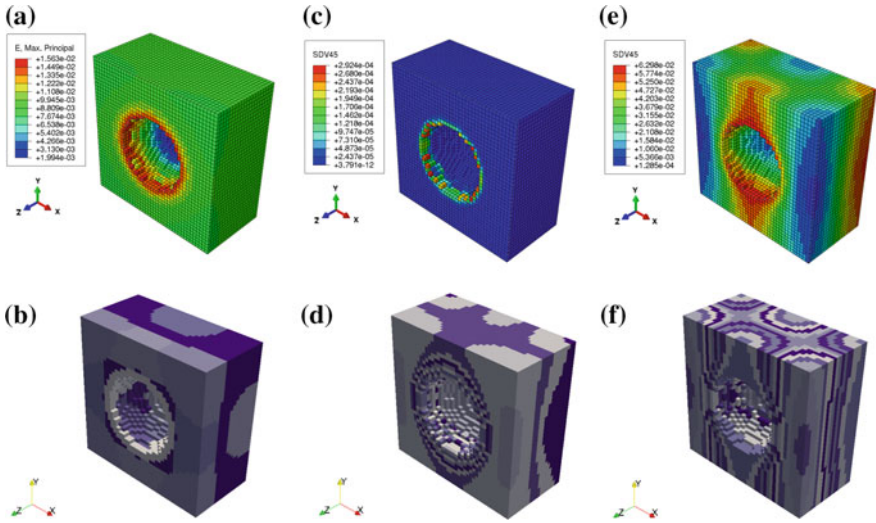 (a)
E, Max. Principal
+1.563e-02
+1.449e-02
+1.335e-02
+1.222e-02
+1.108e-02
+9.945e-03
+8.809e-03
+7.674e-03
+6.538e-03
+5.402e-03
+4.266e-03
+3.130e-03
+1.994e-03
Y
Z
X
(c)
SDV45
+2.924e-04
+2.680e-04
+2.437e-04
+2.193e-04
+1.949e-04
+1.706e-04
+1.462e-04
+1.218e-04
+9.747e-05
+7.310e-05
+4.873e-05
+2.437e-05
+3.791e-12
Y
Z
X
(e)
SDV45
+6.298e-02
+5.774e-02
+5.250e-02
+4.727e-02
+4.203e-02
+3.679e-02
+3.155e-02
+2.632e-02
+2.108e-02
+1.584e-02
+1.060e-02
+5.366e-03
+1.285e-04
Y
Z
X
(b)
Y
Z
X
(d)
Y
Z
X
(f)
Y
Z
X